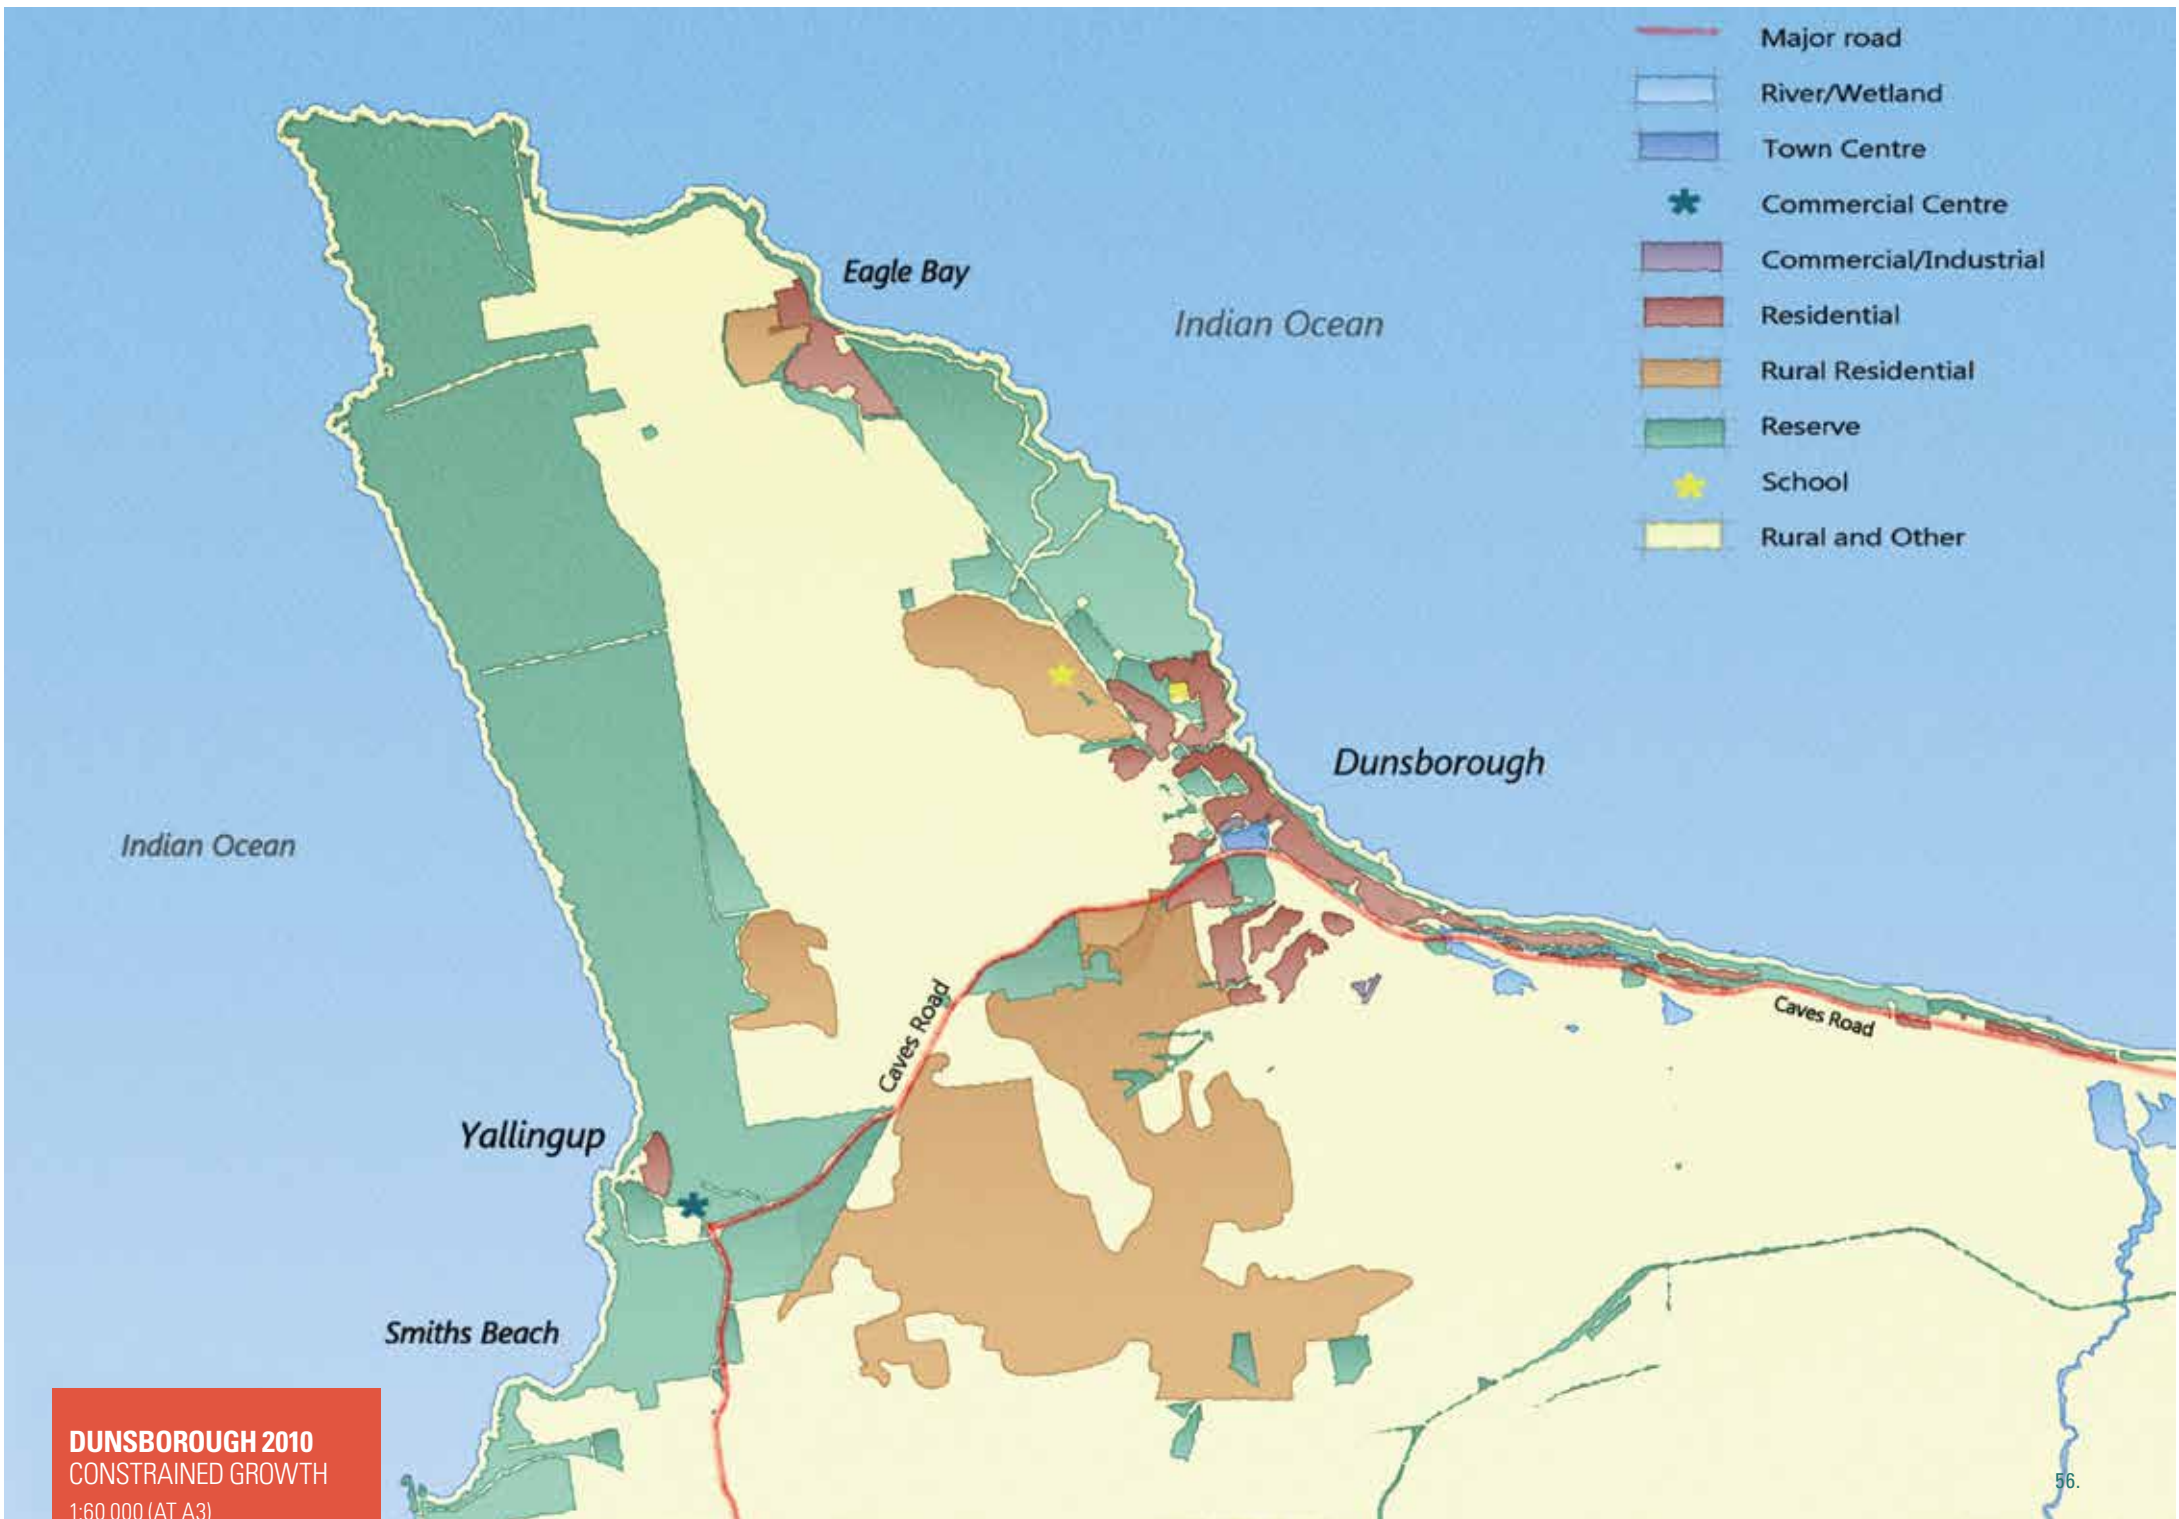 Major road
River/Wetland
Town Centre
Commercial Centre
Commercial/Industrial
Residential
Rural Residential
Reserve
School
Rural and Other
Eagle Bay
Indian Ocean
Dunsborough
Indian Ocean
Caves Road
Caves Road
Yallingup
Smiths Beach
DUNSBOROUGH 2010
CONSTRAINED GROWTH
1:60 000 (AT A3)
56.